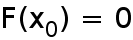 F(x₀) = 0